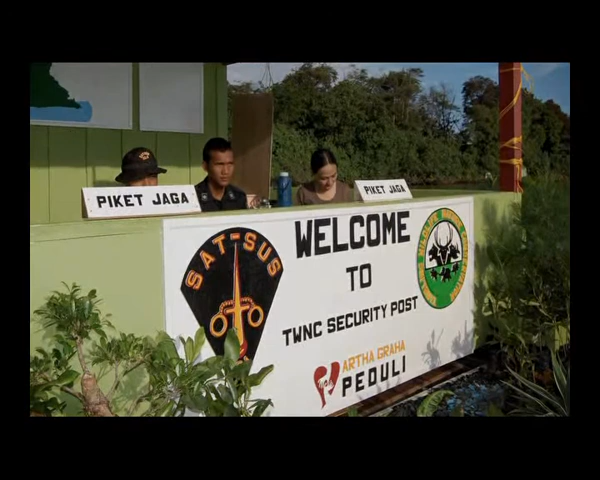 PIKET JAGA
PIKET JAGA
SAT-SUS
WELCOME
TO
TWNC SECURITY POST
ARTHA GRAHA
PEDULI